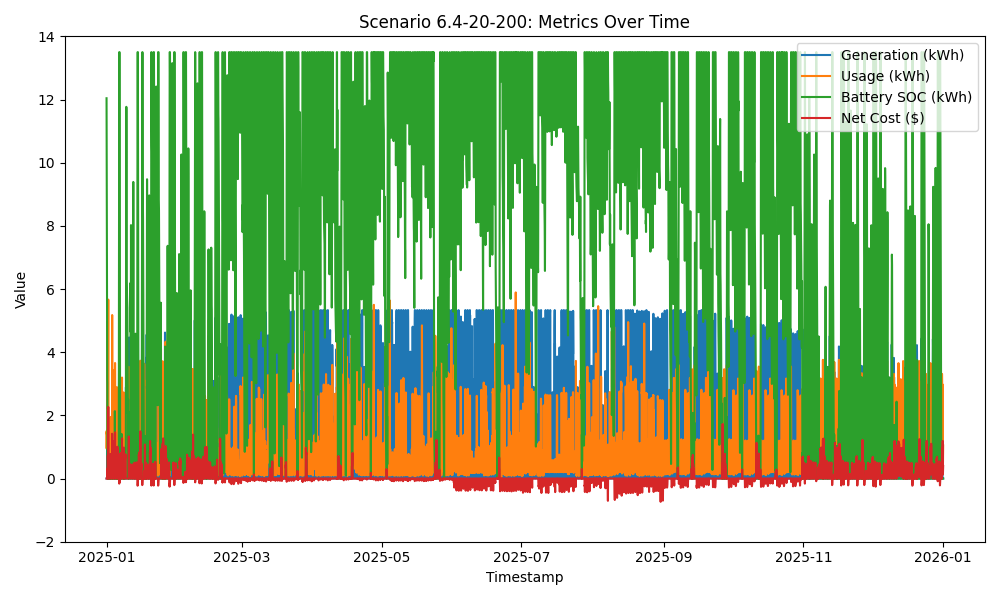 Scenario 6.4-20-200: Metrics Over Time
Generation (kWh)
Usage (kWh)
Battery SOC (kWh)
Net Cost ($)
Value
14
12
10
8
6
4
2
0
−2
2025-01
2025-03
2025-05
2025-07
2025-09
2025-11
2026-01
Timestamp